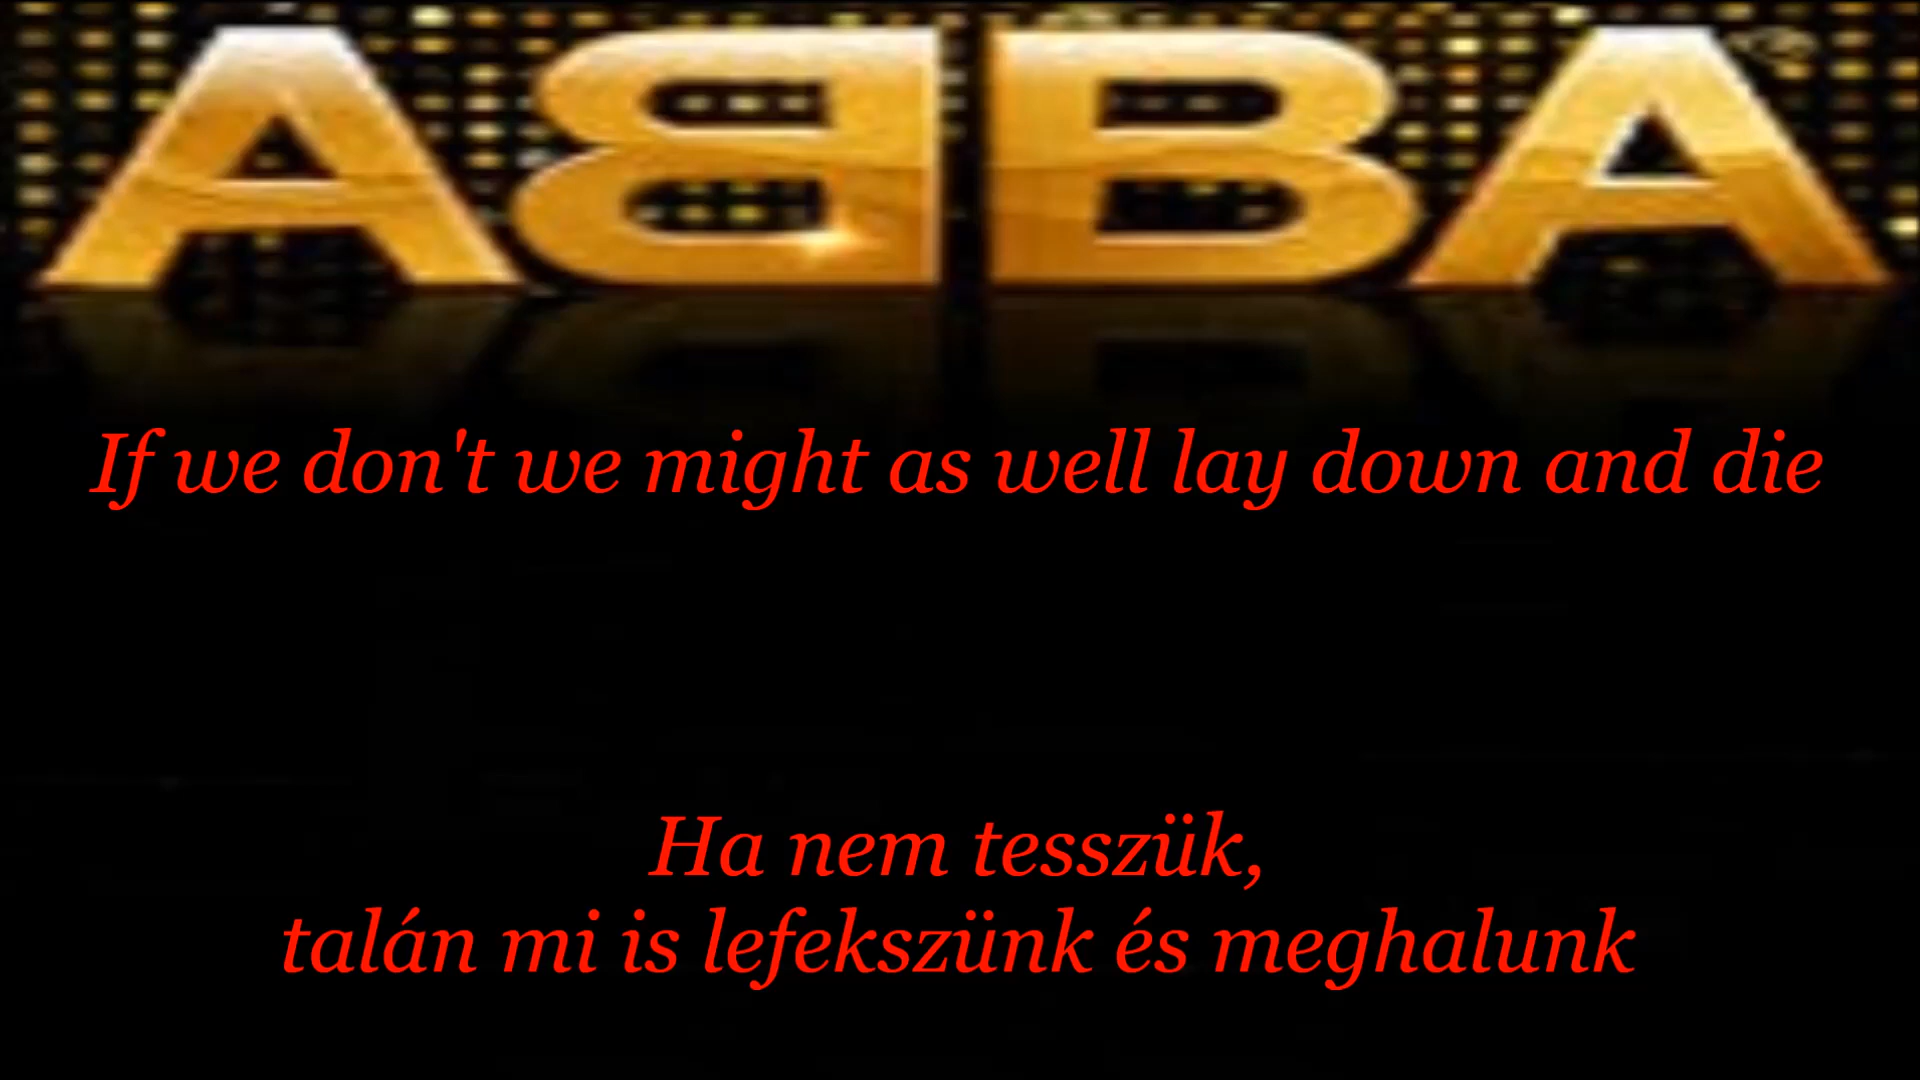 ABBA
If we don't we might as well lay down and die
Ha nem tesszük,
talán mi is lefekszünk és meghalunk